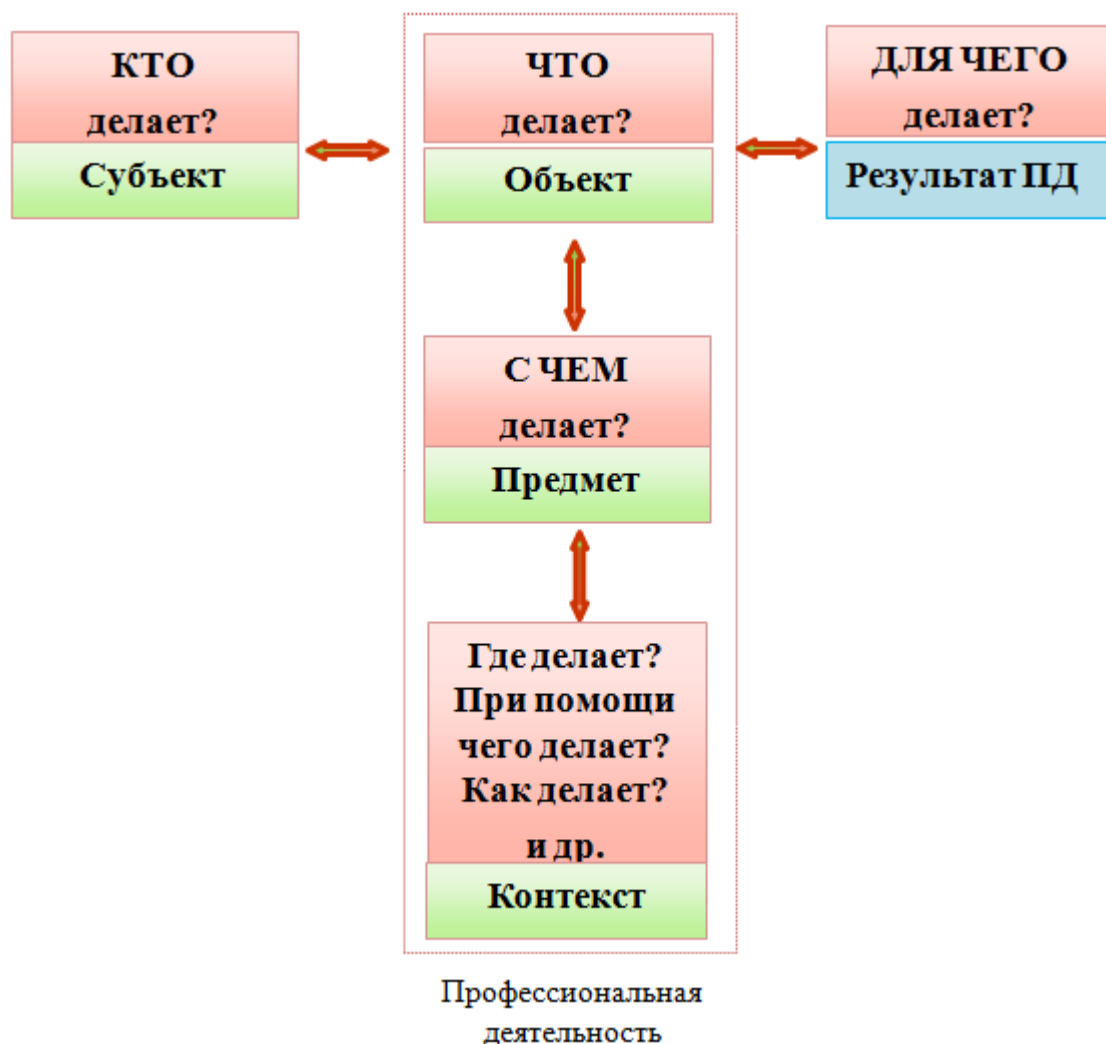 КТО
делает?
Субъект
ЧТО
делает?
Объект
ДЛЯ ЧЕГО
делает?
Результат ПД
С ЧЕМ
делает?
Предмет
Где делает?
При помощи
чего делает?
Как делает?
и др.
Контекст
Профессиональная
деятельность